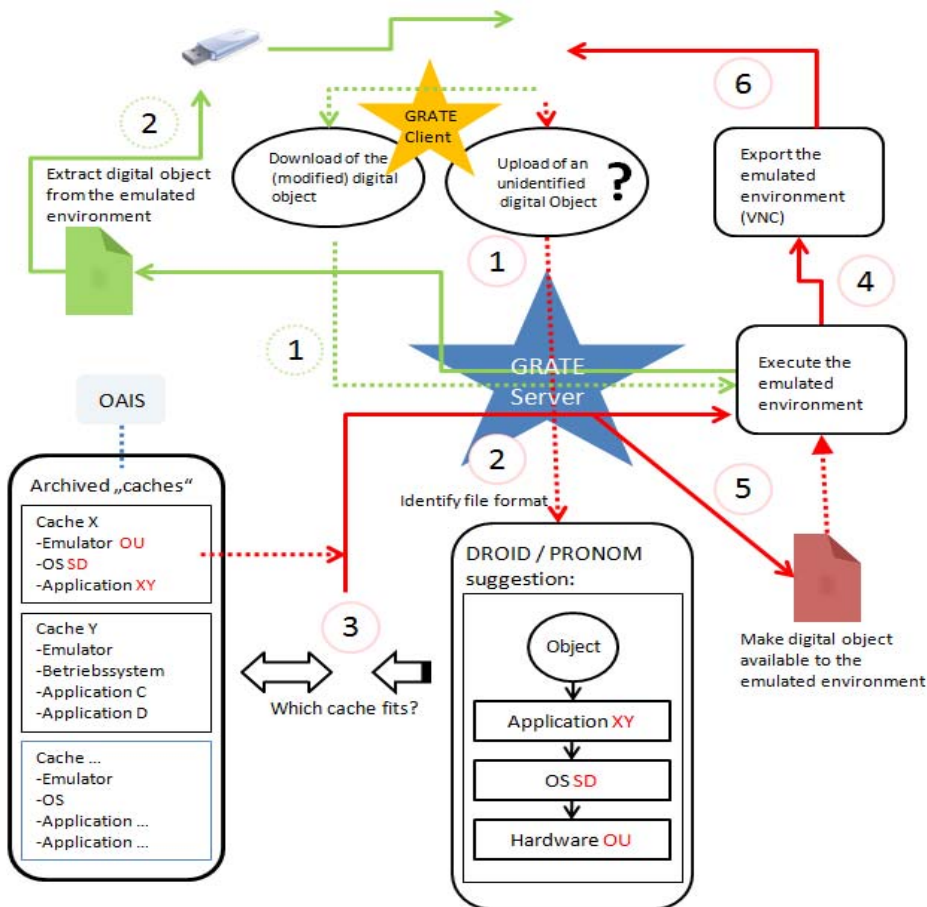 6
2
GRATE
Client
Download of the
(modified) digital
object
Upload of an
unidentified
digital Object
?
Export the
emulated
environment
(VNC)
Extract digital object
from the emulated
environment
1
4
1
GRATE
Server
Execute the
emulated
environment
OAIS
2
5
Identify file format
Archived „caches“
Cache X
-Emulator OU
-OS SD
-Application XY
Cache Y
-Emulator
-Betriebssystem
-Application C
-Application D
Cache ...
-Emulator
-OS
-Application ...
-Application ...
3
Which cache fits?
DROID / PRONOM
suggestion:
Object
Application XY
OS SD
Hardware OU
Make digital object
available to the
emulated environment